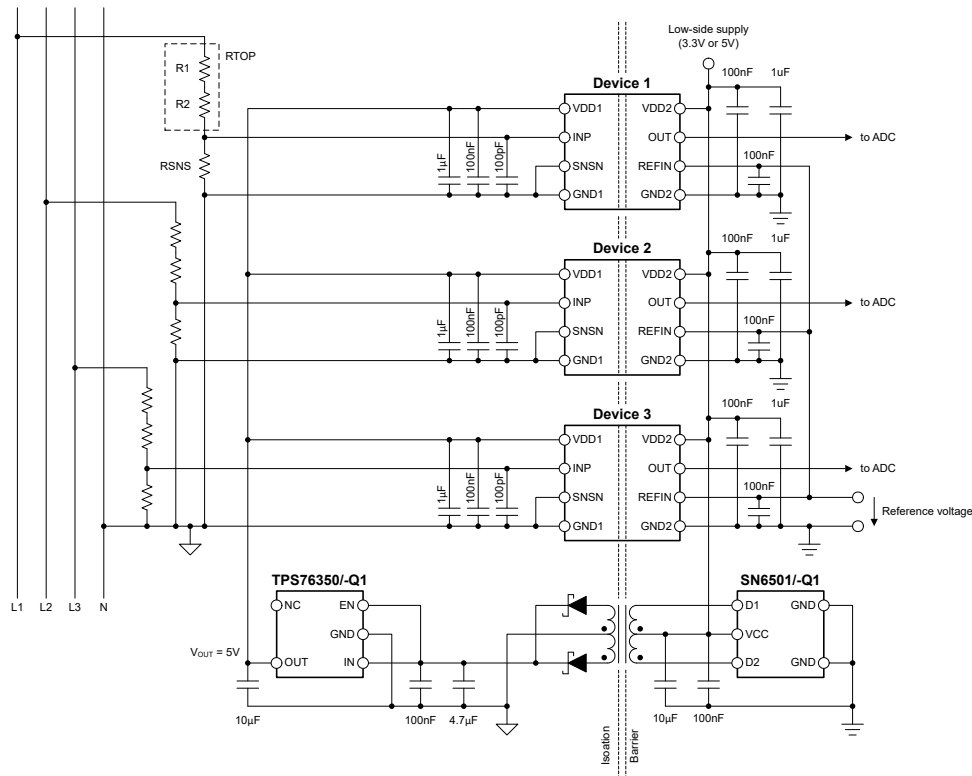 Low-side supply
(3.3V or 5V)
RTOP
R1
R2
RSNS
100nF
1uF
Device 1
VDD1
INP
SNSN
GND1
VDD2
OUT
REFIN
GND2
to ADC
1µF
100nF
100pF
100nF
100nF
1uF
Device 2
VDD1
INP
SNSN
GND1
VDD2
OUT
REFIN
GND2
to ADC
1µF
100nF
100pF
100nF
100nF
1uF
Device 3
VDD1
INP
SNSN
GND1
VDD2
OUT
REFIN
GND2
to ADC
1µF
100nF
100pF
100nF
Reference voltage
L1
L2
L3
N
TPS76350/-Q1
NC
EN
GND
OUT
IN
VOUT = 5V
10µF
100nF
4.7µF
SN6501/-Q1
D1
GND
VCC
D2
GND
10µF
100nF
Isoation
Barrier